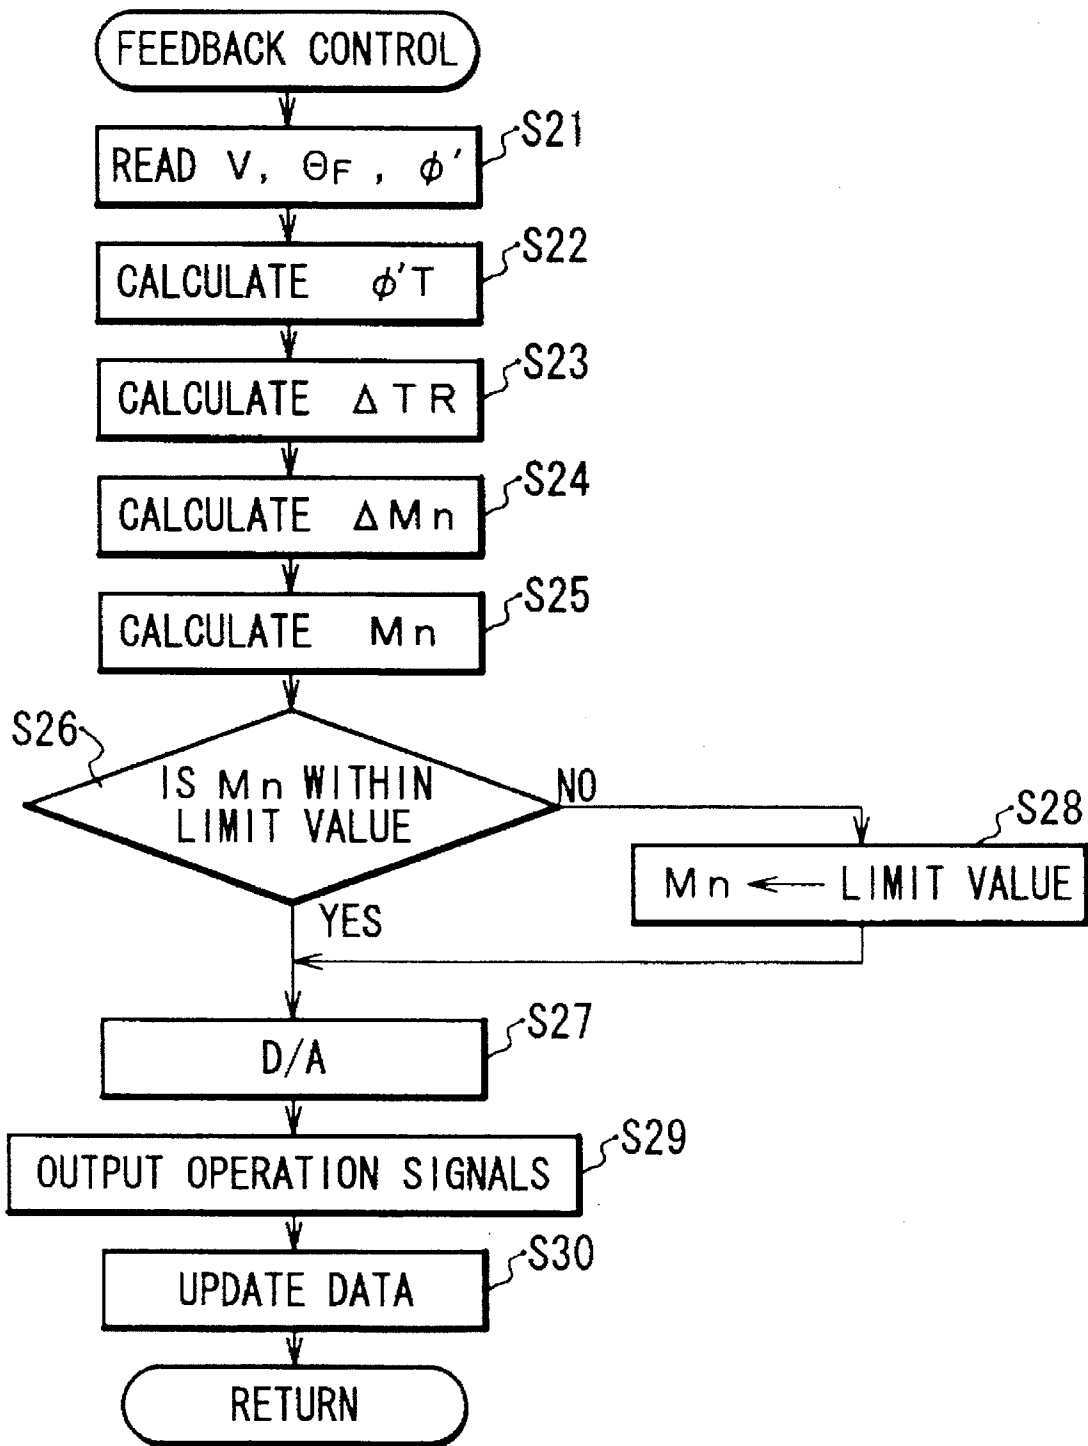 FEEDBACK CONTROL
READ V, ΘF, ϕ' S21
CALCULATE ϕ'T S22
CALCULATE ΔTR S23
CALCULATE ΔMn S24
CALCULATE Mn S25
S26
IS Mn WITHIN
LIMIT VALUE
NO
S28
Mn ← LIMIT VALUE
YES
D/A S27
OUTPUT OPERATION SIGNALS S29
UPDATE DATA S30
RETURN